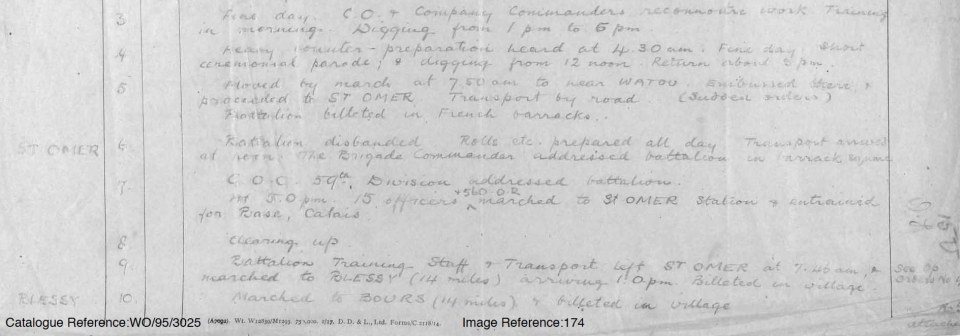 3 Fine day. C.O. & Company Commanders reconnoitre work Training
in morning. Digging from 1 pm to 6 pm.
4 Heavy counter-preparation heard at 4.30 am. Fine day. Short
ceremonial parade, & digging from 12 noon. Return about 8 pm.
5 Moved by march at 7.50 am to near WATOU. Embussed there &
proceeded to ST OMER Transport by road (Sudden orders)
Battalion billeted in French barracks.
ST OMER 6 Battalion disbanded Rolls etc. prepared all day Transport arrived
at noon. The Brigade Commander addressed battalion in barrack square
7. G.O.C. 59th. Division addressed battalion.
At 5.0 pm 15 officers & 560 O.R. marched to St OMER Station & entrained
for Base, Calais.
8 Clearing up
9. Battalion Training Staff & Transport left ST OMER at 7.45 am, &
marched to BLESSY (14 miles) arriving 1.0 pm Billeted in village. See Op
BLESSY 10. Marched to BOURS (14 miles) & billeted in village
attached
Catalogue Reference:WO/95/3025 D. D. & L., Ltd. Image Reference:174